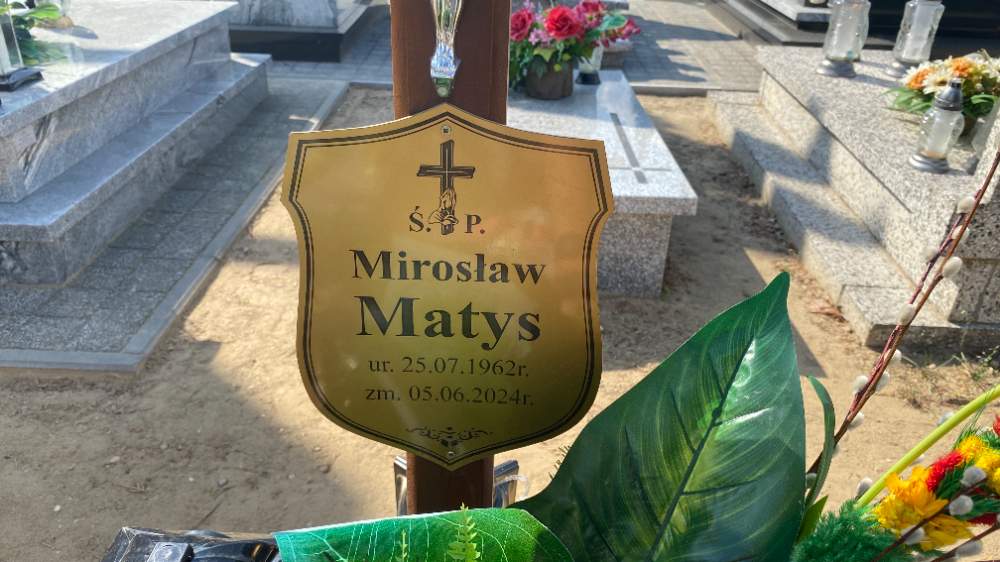 Ś. P.
Mirosław
Matys
ur. 25.07.1962r.
zm. 05.06.2024r.